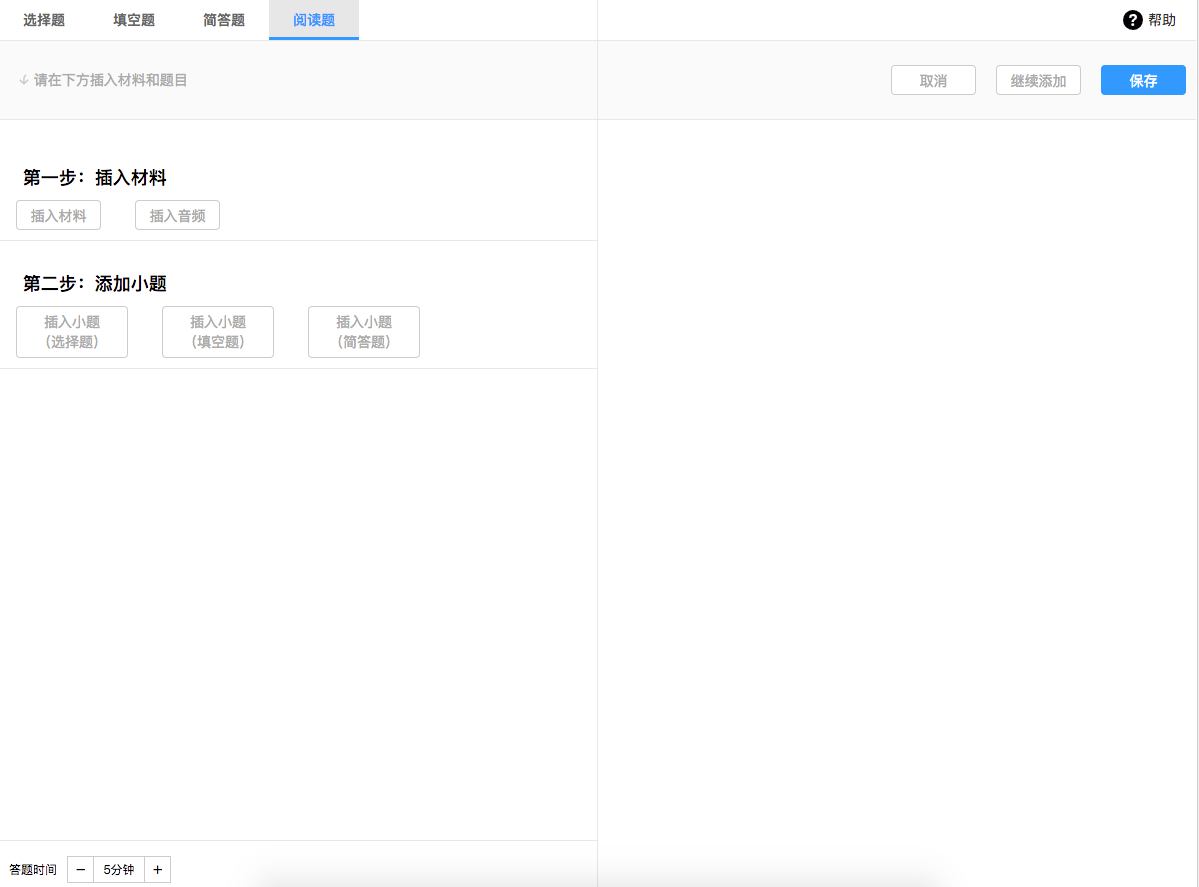 选择题 填空题 简答题 阅读题 ? 帮助
请在下方插入材料和题目 取消 继续添加 保存
第一步：插入材料
插入材料 插入音频
第二步：添加小题
插入小题 插入小题 插入小题
（选择题） （填空题） （简答题）
答题时间 − 5分钟 +